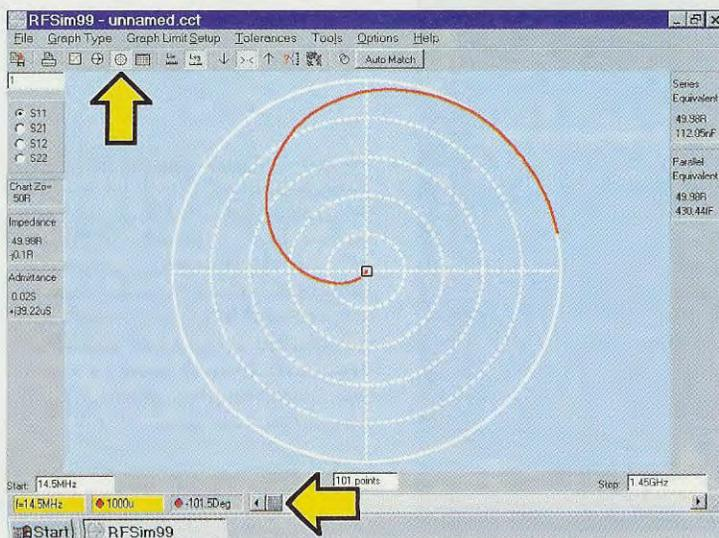 RFSim99 - unnamed.cct
File Graph Type Graph Limit Setup Tolerances Tools Options Help
Lin
Log
Auto Match
1
S11
S21
S12
S22
Chart Zo=
50R
Impedance
49.98R
-j0.1R
Admittance
0.02S
+j39.22uS
Series
Equivalent
49.98R
112.05nF
Parallel
Equivalent
49.98R
430.44fF
Start: 14.5MHz
101 points
Stop: 1.45GHz
f=14.5MHz 1000u -101.5Deg
Start RFSim99